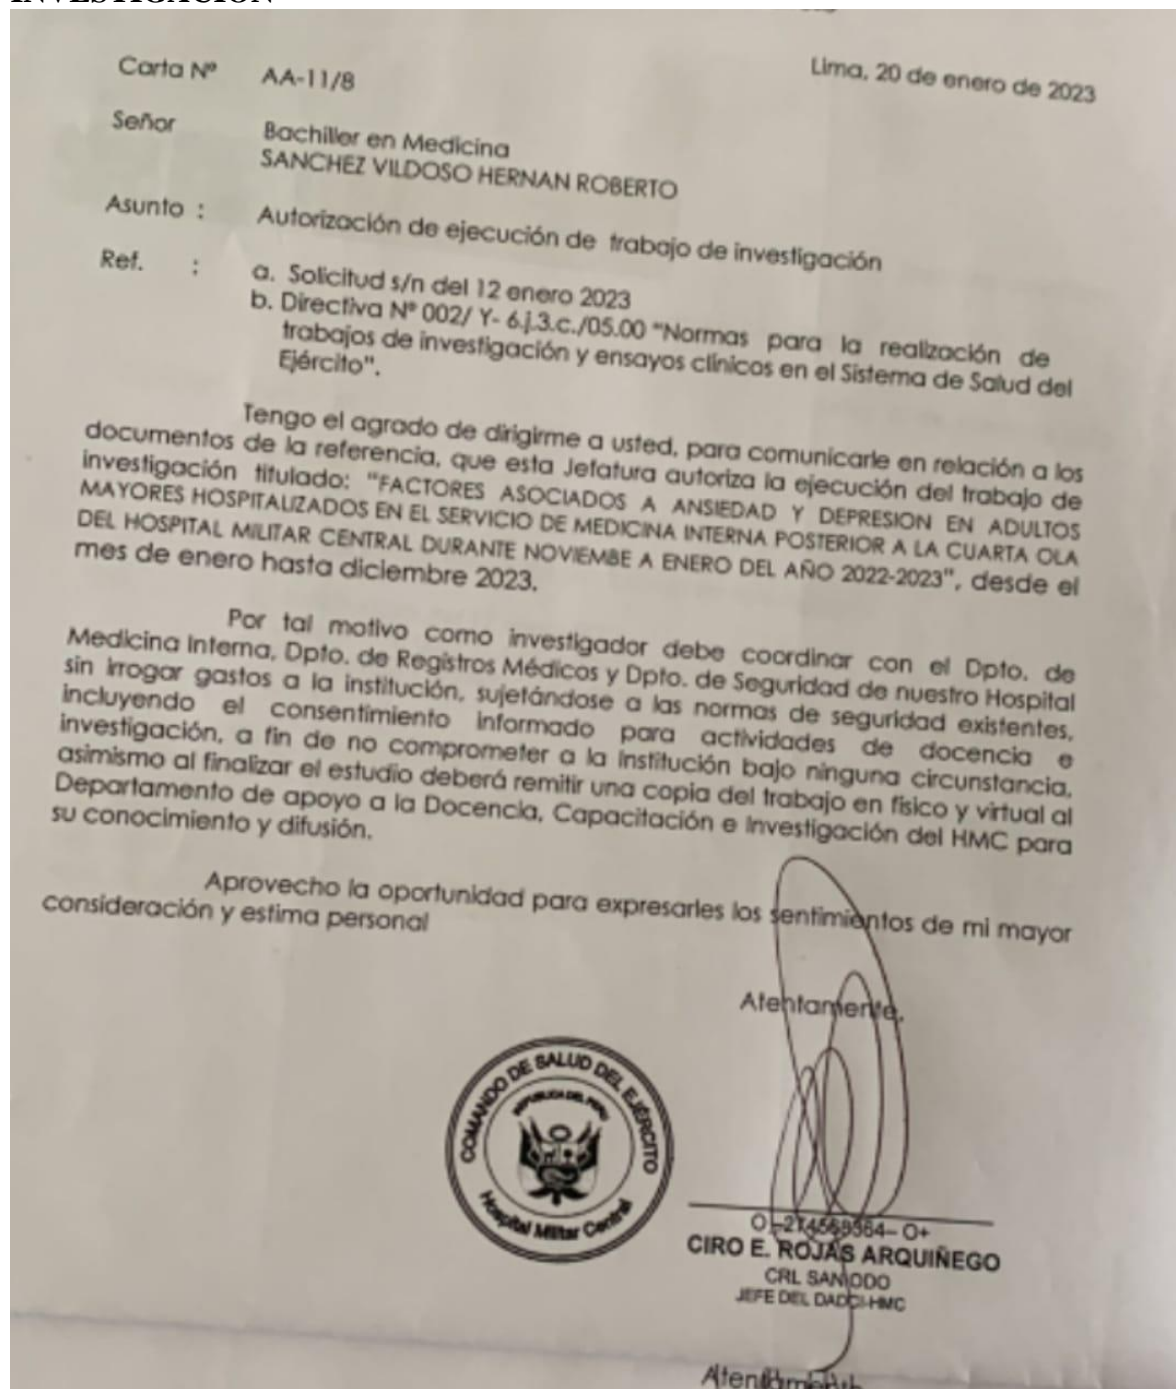 INVESTIGACIÓN
Carta Nº AA-11/8
Lima, 20 de enero de 2023
Señor Bachiller en Medicina
SANCHEZ VILDOSO HERNAN ROBERTO
Asunto : Autorización de ejecución de trabajo de investigación
Ref. : a. Solicitud s/n del 12 enero 2023
b. Directiva Nº 002/ Y- 6.j.3.c./05.00 "Normas para la realización de
trabajos de investigación y ensayos clínicos en el Sistema de Salud del
Ejército".
Tengo el agrado de dirigirme a usted, para comunicarle en relación a los
documentos de la referencia, que esta Jefatura autoriza la ejecución del trabajo de
investigación titulado: "FACTORES ASOCIADOS A ANSIEDAD Y DEPRESION EN ADULTOS
MAYORES HOSPITALIZADOS EN EL SERVICIO DE MEDICINA INTERNA POSTERIOR A LA CUARTA OLA
DEL HOSPITAL MILITAR CENTRAL DURANTE NOVIEMBE A ENERO DEL AÑO 2022-2023", desde el
mes de enero hasta diciembre 2023.
Por tal motivo como investigador debe coordinar con el Dpto. de
Medicina Interna, Dpto. de Registros Médicos y Dpto. de Seguridad de nuestro Hospital
sin irrogar gastos a la institución, sujetándose a las normas de seguridad existentes,
incluyendo el consentimiento informado para actividades de docencia e
investigación, a fin de no comprometer a la Institución bajo ninguna circunstancia,
asimismo al finalizar el estudio deberá remitir una copia del trabajo en físico y virtual al
Departamento de apoyo a la Docencia, Capacitación e Investigación del HMC para
su conocimiento y difusión.
Aprovecho la oportunidad para expresarles los sentimientos de mi mayor
consideración y estima personal
Atentamente,
COMANDO DE SALUD DEL EJÉRCITO
REPUBLICA DEL PERU
Hospital Militar Central
O+
CIRO E. ROJAS ARQUIÑEGO
CRL SAN ODO
JEFE DEL DADCI-HMC